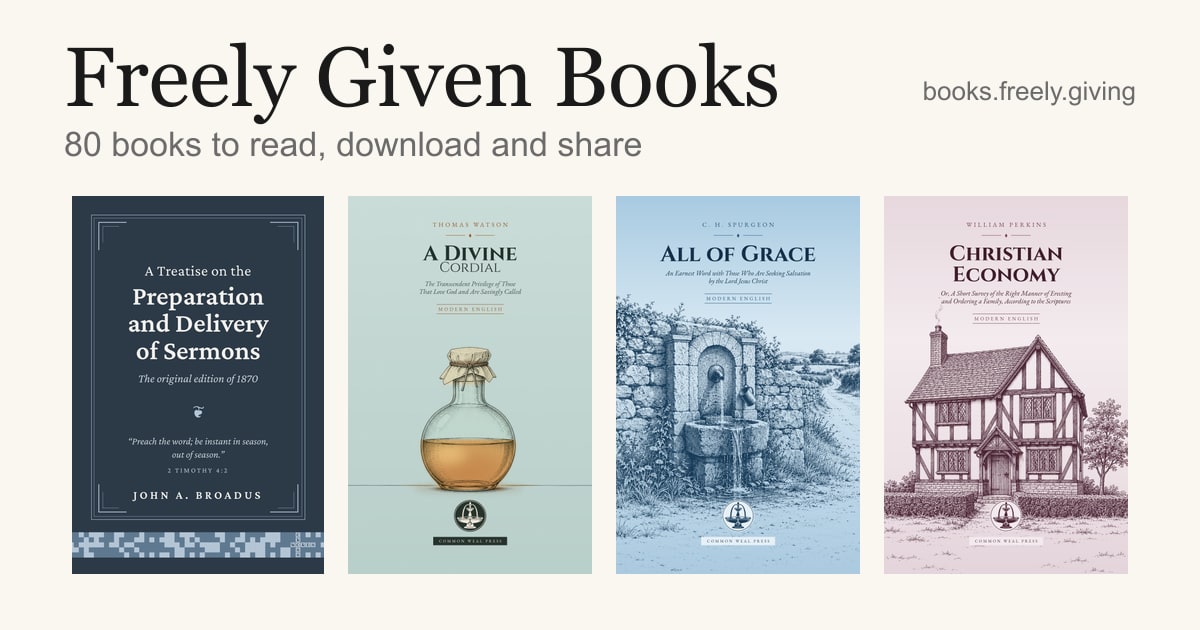 Freely Given Books
books.freely.giving
80 books to read, download and share
A Treatise on the
Preparation
and Delivery
of Sermons
The original edition of 1870
“Preach the word; be instant in season,
out of season.”
2 TIMOTHY 4:2
JOHN A. BROADUS
THOMAS WATSON
A DIVINE
CORDIAL
The Transcendent Privilege of Those
That Love God and Are Savingly Called
MODERN ENGLISH
COMMON WEAL PRESS
C. H. SPURGEON
ALL OF GRACE
An Earnest Word with Those Who Are Seeking Salvation
by the Lord Jesus Christ
MODERN ENGLISH
COMMON WEAL PRESS
WILLIAM PERKINS
CHRISTIAN
ECONOMY
Or, A Short Survey of the Right Manner of Erecting
and Ordering a Family, According to the Scriptures
MODERN ENGLISH
COMMON WEAL PRESS